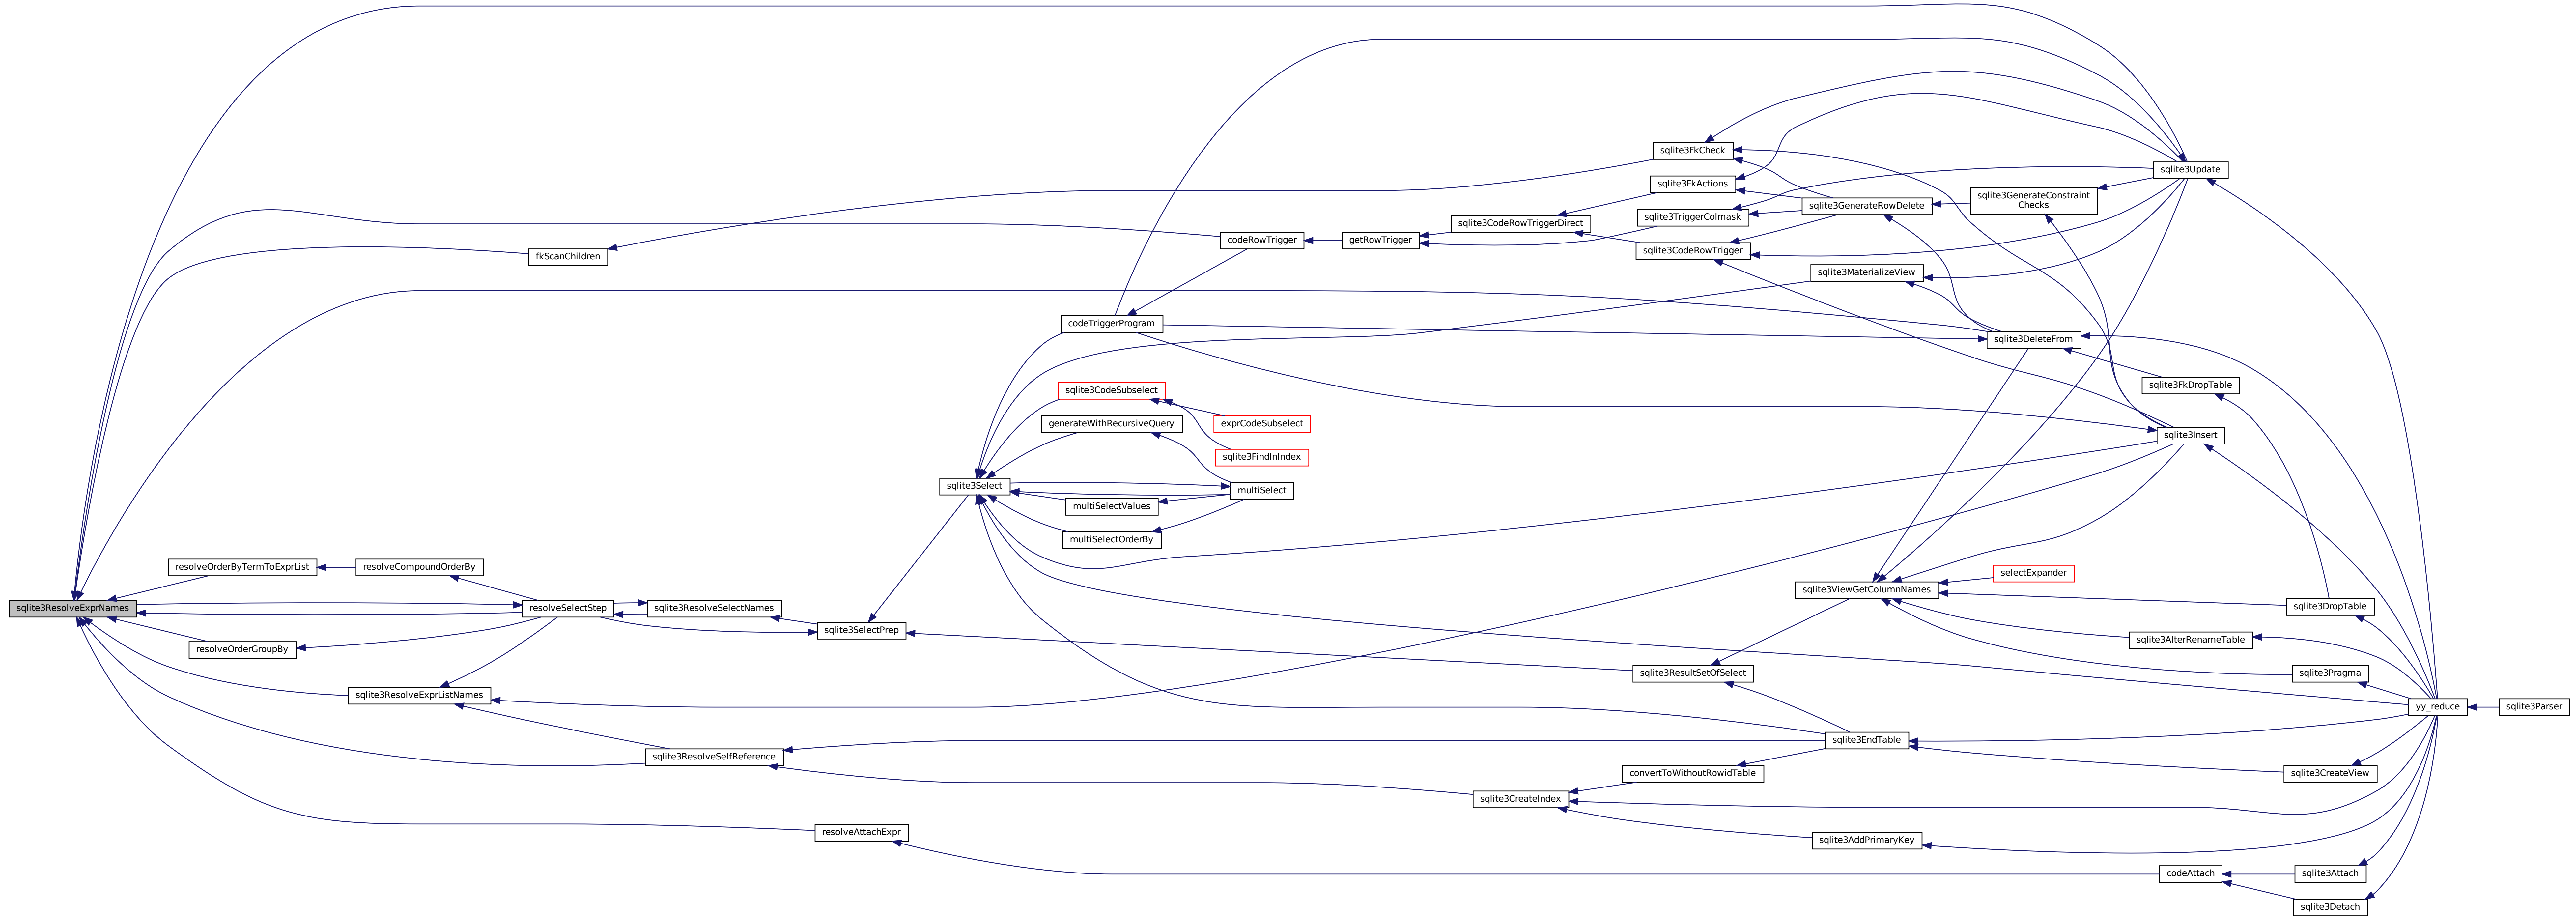 sqlite3ResolveExprNames
resolveOrderByTermToExprList
resolveOrderGroupBy
resolveCompoundOrderBy
sqlite3ResolveExprListNames
fkScanChildren
resolveSelectStep
sqlite3ResolveSelectNames
sqlite3ResolveSelfReference
sqlite3SelectPrep
resolveAttachExpr
sqlite3Select
codeTriggerProgram
sqlite3CodeSubselect
generateWithRecursiveQuery
multiSelectValues
multiSelectOrderBy
codeRowTrigger
exprCodeSubselect
sqlite3FindInIndex
multiSelect
getRowTrigger
sqlite3CodeRowTriggerDirect
sqlite3CreateIndex
sqlite3FkCheck
sqlite3FkActions
sqlite3TriggerColmask
sqlite3CodeRowTrigger
sqlite3ResultSetOfSelect
convertToWithoutRowidTable
sqlite3GenerateRowDelete
sqlite3MaterializeView
sqlite3ViewGetColumnNames
sqlite3EndTable
sqlite3AddPrimaryKey
sqlite3GenerateConstraint
Checks
sqlite3DeleteFrom
selectExpander
sqlite3Update
sqlite3FkDropTable
sqlite3Insert
sqlite3AlterRenameTable
codeAttach
sqlite3DropTable
sqlite3Pragma
sqlite3CreateView
sqlite3Attach
sqlite3Detach
yy_reduce
sqlite3Parser